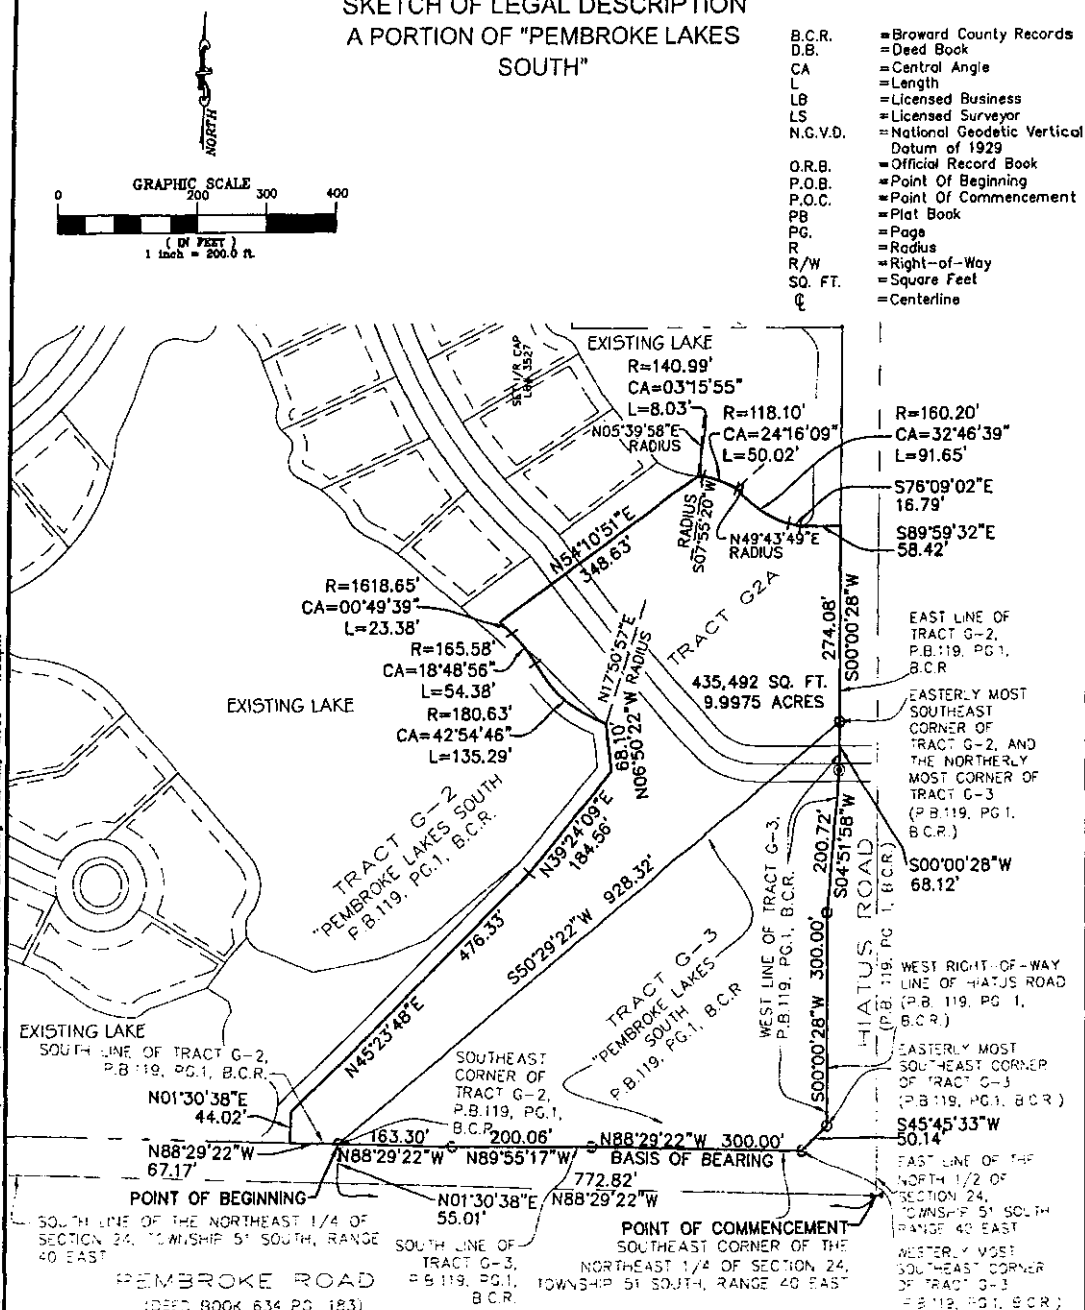 SKETCH OF LEGAL DESCRIPTION
A PORTION OF "PEMBROKE LAKES
SOUTH"
NORTH
GRAPHIC SCALE
0 200 300 400
( IN FEET )
1 inch = 200.0 ft.
B.C.R. =Broward County Records
D.B. =Deed Book
CA =Central Angle
L =Length
LB =Licensed Business
LS =Licensed Surveyor
N.G.V.D. =National Geodetic Vertical
Datum of 1929
O.R.B. =Official Record Book
P.O.B. =Point Of Beginning
P.O.C. =Point Of Commencement
PB =Plat Book
PG. =Page
R =Radius
R/W =Right-of-Way
SQ. FT. =Square Feet
℄ =Centerline
EXISTING LAKE
R=140.99'
CA=03°15'55"
L=8.03'
N05°39'58"E
RADIUS
R=118.10'
CA=24°16'09"
L=50.02'
R=160.20'
CA=32°46'39"
L=91.65'
S76°09'02"E
16.79'
S89°59'32"E
58.42'
RADIUS
S07°55'20"W
N49°43'49"E
RADIUS
N54°10'51"E
348.63'
TRACT G2A
R=1618.65'
CA=00°49'39"
L=23.38'
R=165.58'
CA=18°48'56"
L=54.38'
R=180.63'
CA=42°54'46"
L=135.29'
N17°50'57"E
RADIUS
68.10'
N06°50'22"W
EXISTING LAKE
435,492 SQ. FT.
9.9975 ACRES
274.08'
S00°00'28"W
EAST LINE OF
TRACT G-2,
P.B.119, PG.1,
B.C.R
EASTERLY MOST
SOUTHEAST
CORNER OF
TRACT G-2, AND
THE NORTHERLY
MOST CORNER OF
TRACT G-3
(P.B.119, PG.1,
B.C.R.)
S00°00'28"W
68.12'
200.72'
S04°51'58"W
TRACT G-2
"PEMBROKE LAKES SOUTH
P.B.119, PG.1, B.C.R.
N39°24'09"E
184.56'
476.33'
N45°23'48"E
S50°29'22"W 928.32'
TRACT G-3
"PEMBROKE LAKES
SOUTH
P.B.119, PG.1, B.C.R
WEST LINE OF TRACT G-3,
P.B.119, PG.1, B.C.R.
S00°00'28"W 300.00'
HIATUS ROAD
(P.B. 119, PG 1, B.C.R.)
WEST RIGHT-OF-WAY
LINE OF HIATUS ROAD
(P.B. 119, PG 1,
B.C.R.)
EASTERLY MOST
SOUTHEAST CORNER
OF TRACT G-3
(P.B.119, PG.1, B.C.R.)
S45°45'33"W
50.14'
EXISTING LAKE
SOUTH LINE OF TRACT G-2,
P.B.119, PG.1, B.C.R.
N01°30'38"E
44.02'
N88°29'22"W
67.17'
SOUTHEAST
CORNER OF
TRACT G-2,
P.B.119, PG.1,
B.C.R.
163.30'
N88°29'22"W
200.06'
N89°55'17"W
N88°29'22"W 300.00'
BASIS OF BEARING
772.82'
N88°29'22"W
POINT OF BEGINNING
N01°30'38"E
55.01'
POINT OF COMMENCEMENT
SOUTHEAST CORNER OF THE
NORTHEAST 1/4 OF SECTION 24,
TOWNSHIP 51 SOUTH, RANGE 40 EAST
EAST LINE OF THE
NORTH 1/2 OF
SECTION 24,
TOWNSHIP 51 SOUTH
RANGE 40 EAST
WESTERLY MOST
SOUTHEAST CORNER
OF TRACT G-3
SOUTH LINE OF THE NORTHEAST 1/4 OF
SECTION 24, TOWNSHIP 51 SOUTH, RANGE
40 EAST
SOUTH LINE OF
TRACT G-3,
P.B.119, PG.1,
B.C.R.
PEMBROKE ROAD
(DEED BOOK 634 PG. 183)